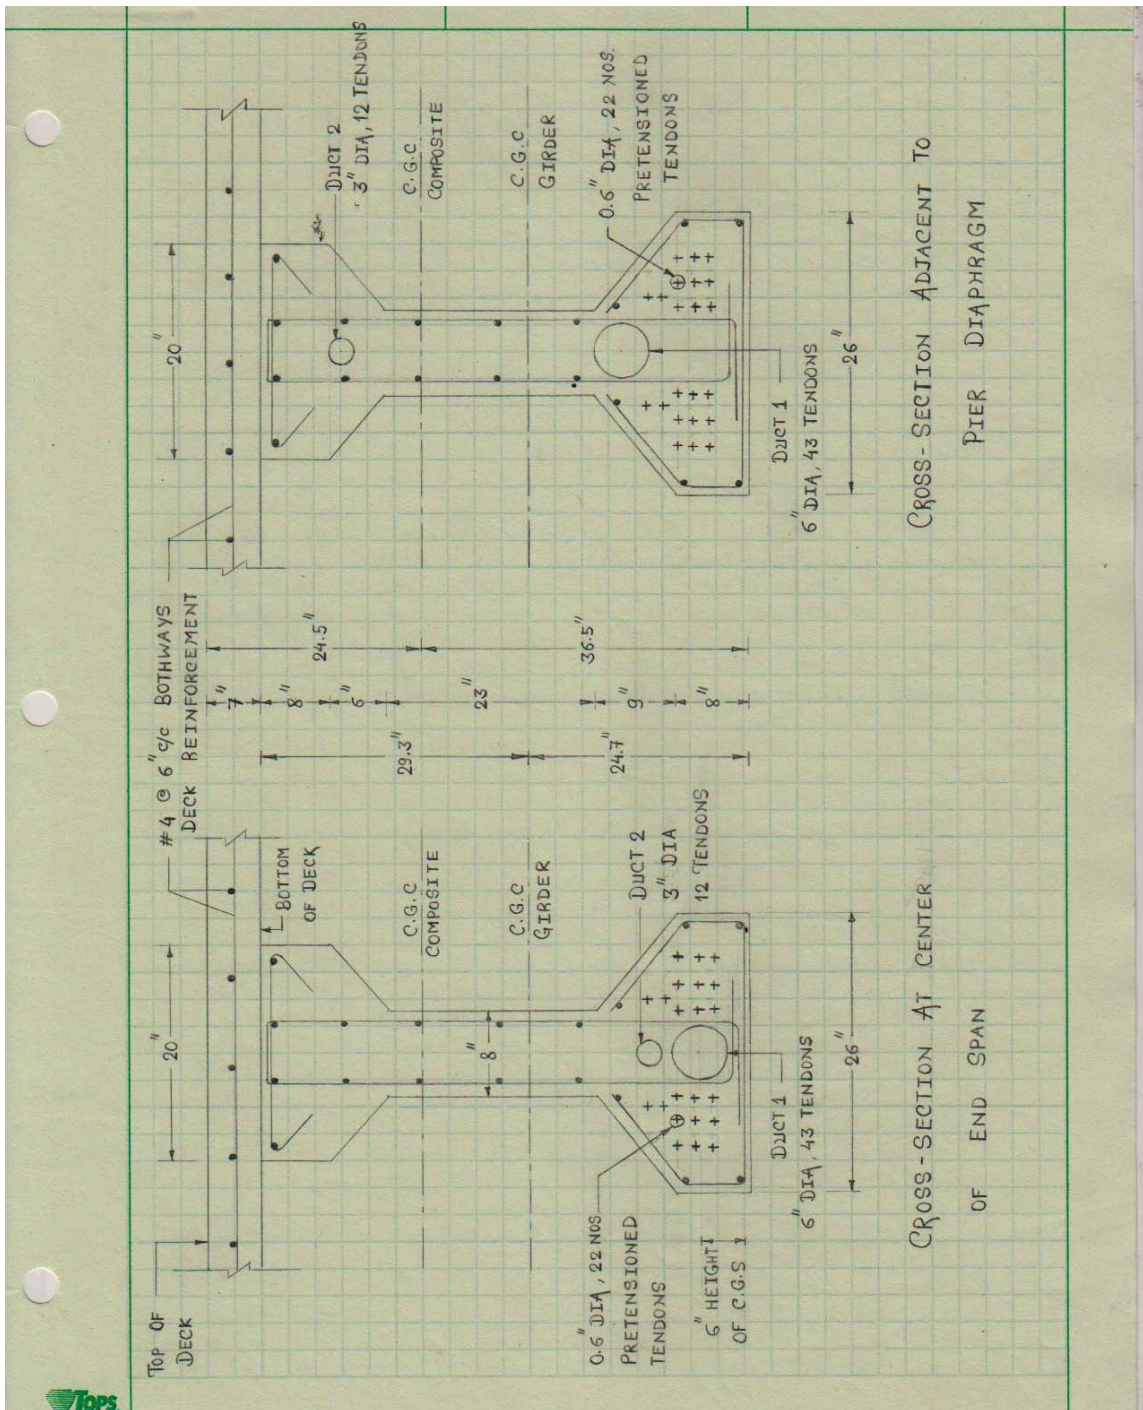 TOP OF
DECK
#4 @ 6" c/c BOTHWAYS
DECK REINFORCEMENT
20"
BOTTOM
OF DECK
C.G.C
COMPOSITE
C.G.C
GIRDER
8"
0.6" DIA, 22 NOS
PRETENSIONED
TENDONS
6" HEIGHT
OF C.G.S
DUCT 2
3" DIA
12 TENDONS
DUCT 1
6" DIA, 43 TENDONS
26"
CROSS-SECTION AT CENTER
OF END SPAN
7"
8"
6"
23"
9"
8"
24.5"
36.5"
29.3"
24.7"
20"
DUCT 2
3" DIA, 12 TENDONS
C.G.C
COMPOSITE
C.G.C
GIRDER
0.6" DIA, 22 NOS.
PRETENSIONED
TENDONS
DUCT 1
6" DIA, 43 TENDONS
26"
CROSS-SECTION ADJACENT TO
PIER DIAPHRAGM
TOPS